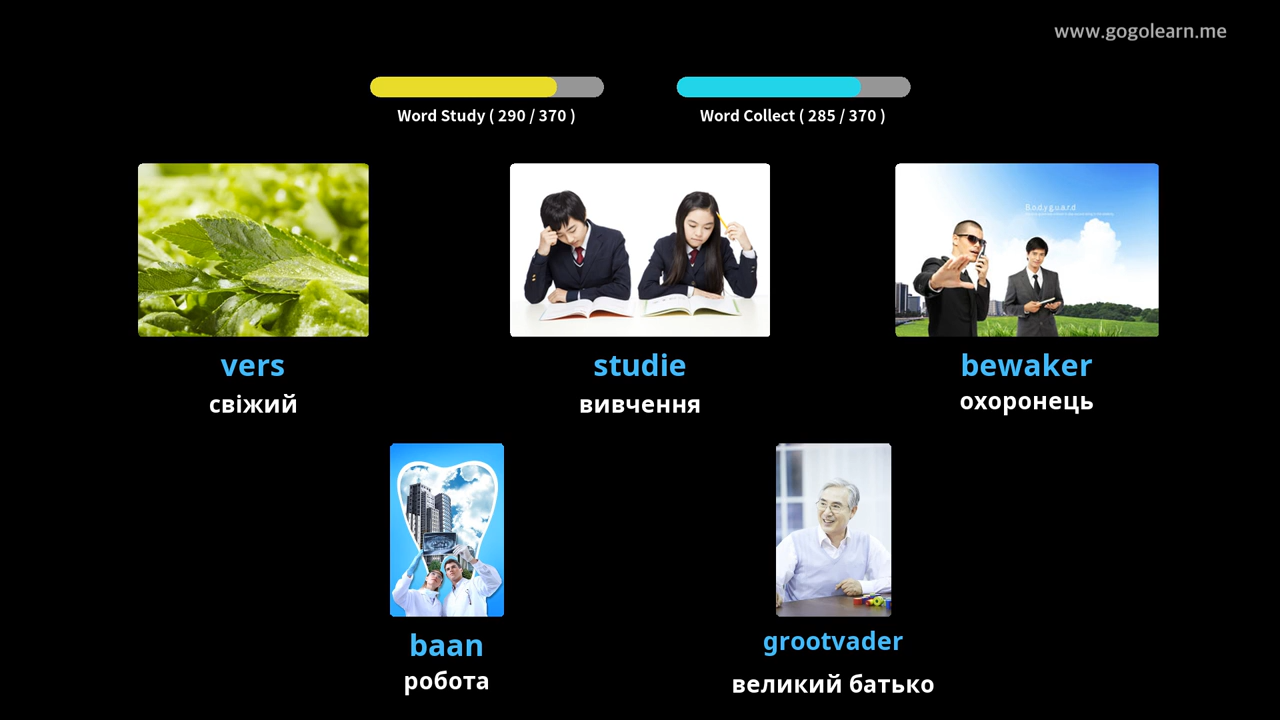 www.gogolearn.me
Word Study ( 290 / 370 )
Word Collect ( 285 / 370 )
Bodyguard
vers
studie
bewaker
свіжий
вивчення
охоронець
baan
grootvader
робота
великий батько